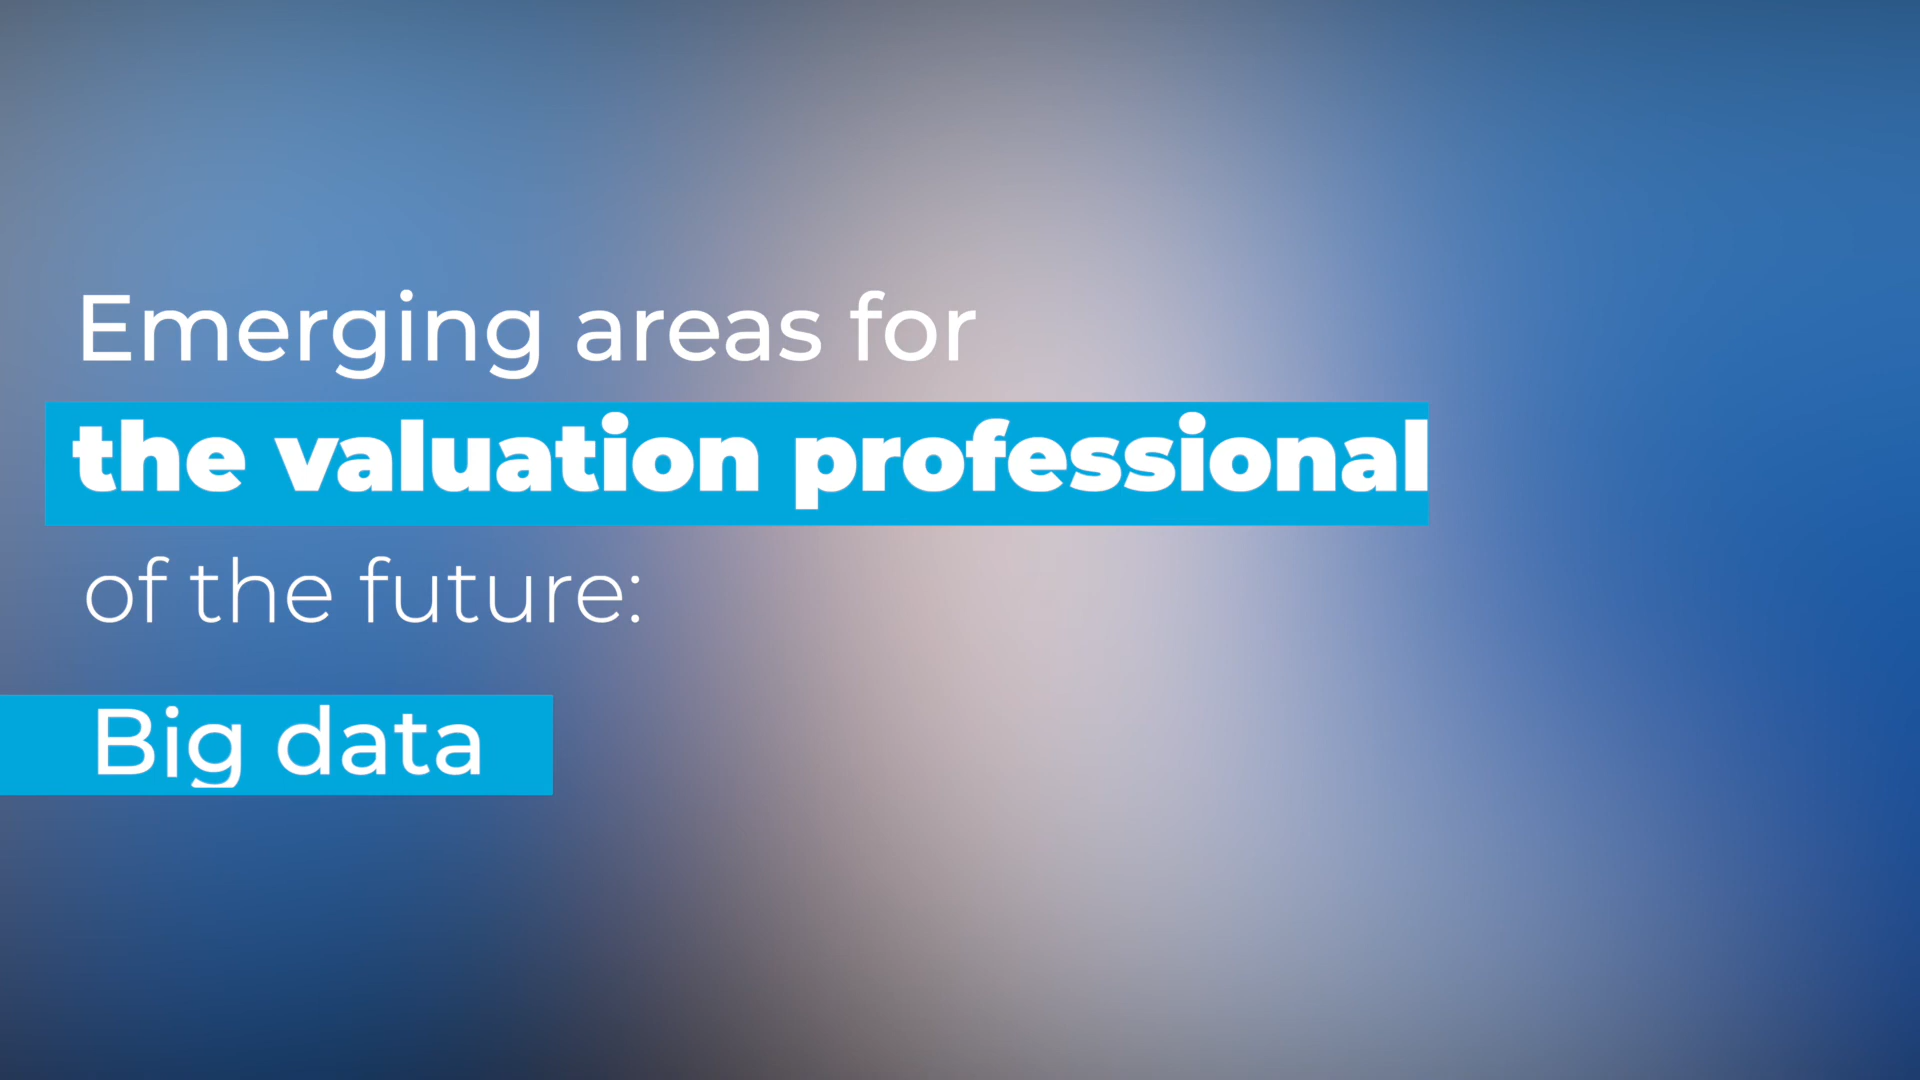 Emerging areas for
the valuation professional
of the future:
Big data